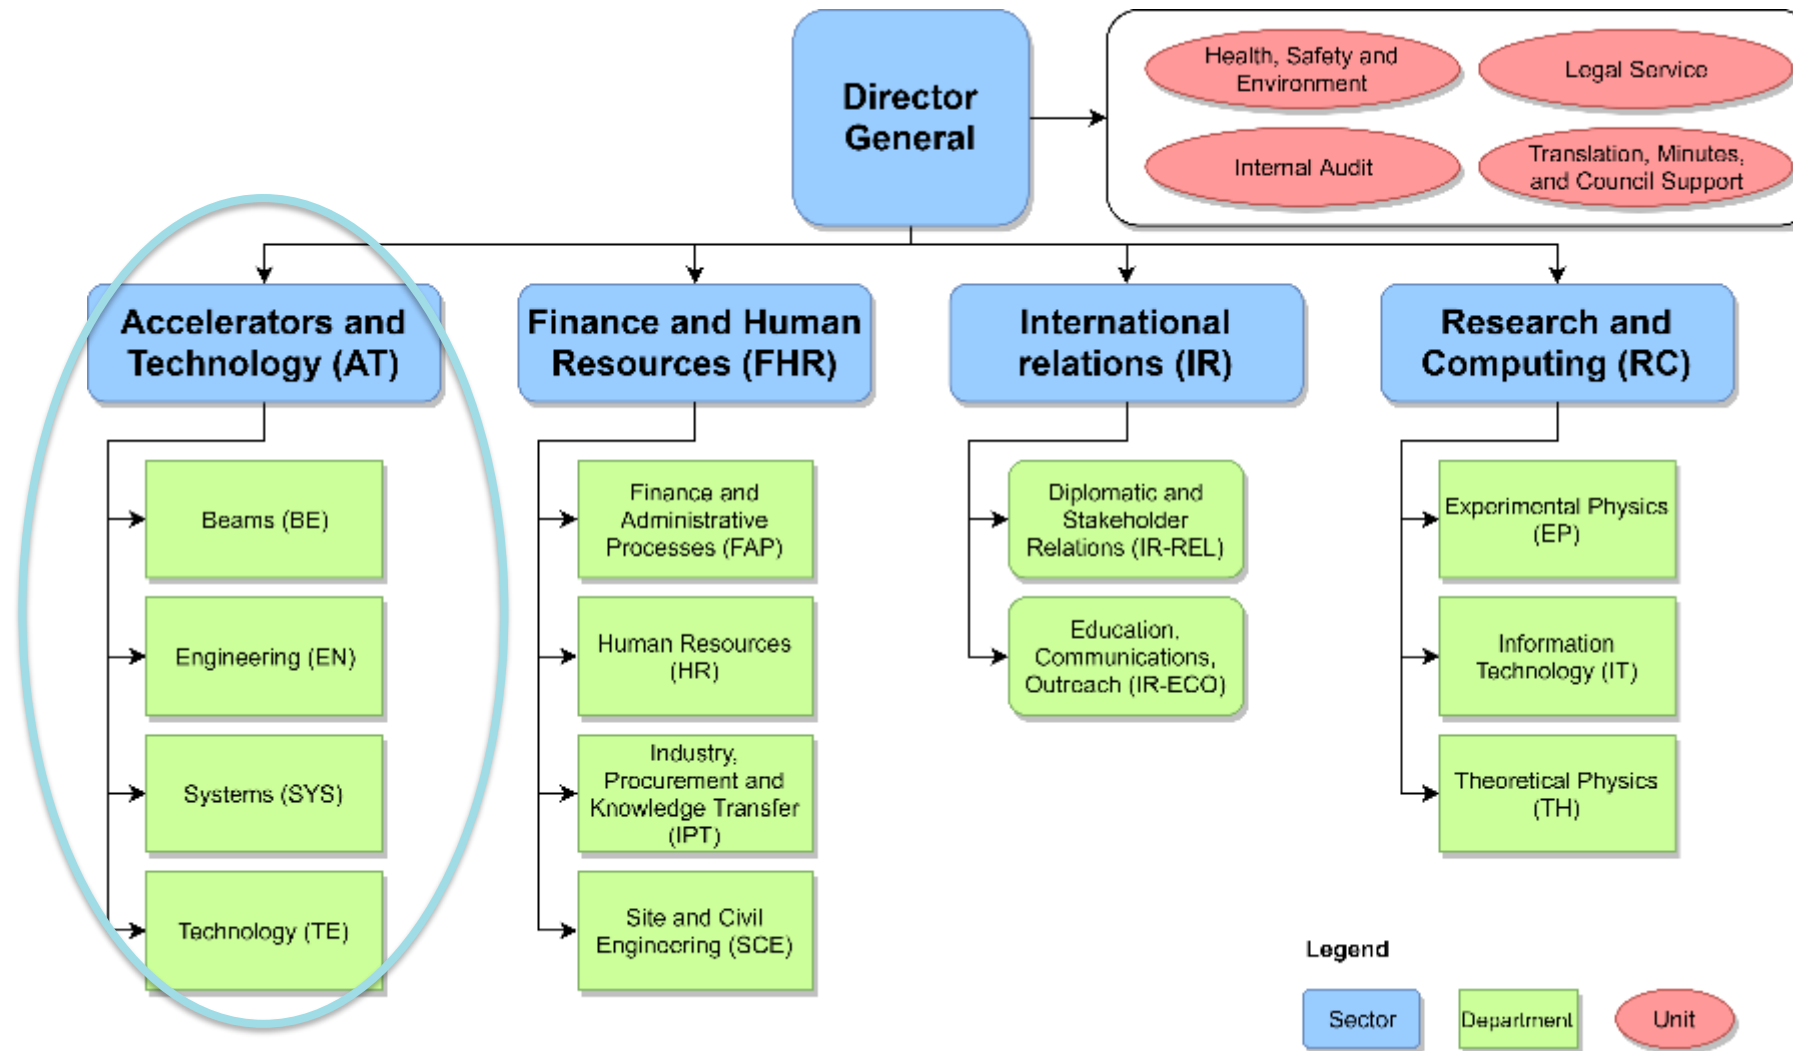 Director
General
Health, Safety and
Environment
Legal Service
Internal Audit
Translation, Minutes,
and Council Support
Accelerators and
Technology (AT)
Finance and Human
Resources (FHR)
International
relations (IR)
Research and
Computing (RC)
Beams (BE)
Engineering (EN)
Systems (SYS)
Technology (TE)
Finance and
Administrative
Processes (FAP)
Human Resources
(HR)
Industry,
Procurement and
Knowledge Transfer
(IPT)
Site and Civil
Engineering (SCE)
Diplomatic and
Stakeholder
Relations (IR-REL)
Education,
Communications,
Outreach (IR-ECO)
Experimental Physics
(EP)
Information
Technology (IT)
Theoretical Physics
(TH)
Legend
Sector
Department
Unit